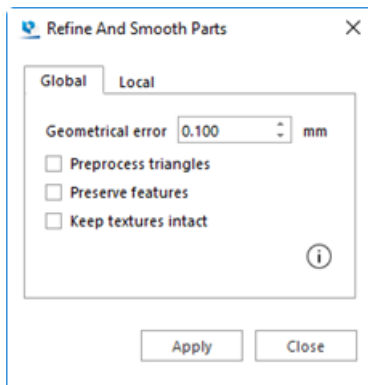 Refine And Smooth Parts
Global Local
Geometrical error 0.100 mm
Preprocess triangles
Preserve features
Keep textures intact
i
Apply Close